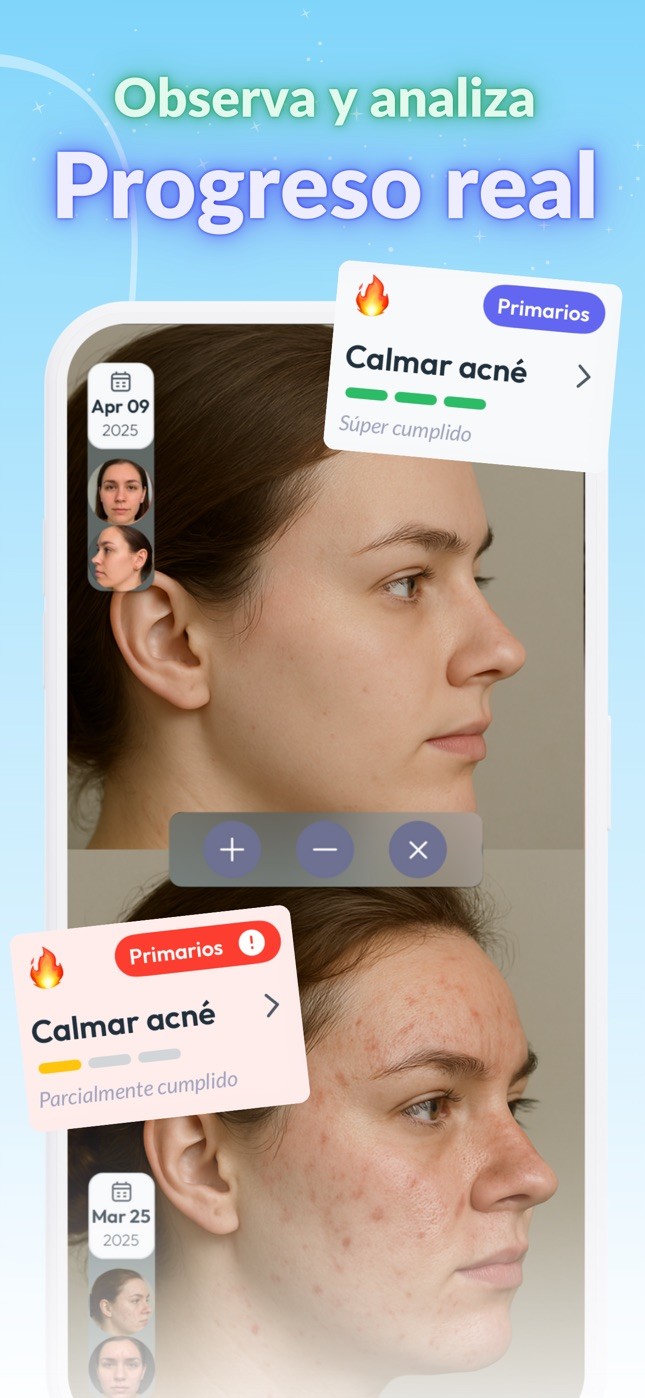 Observa y analiza
Progreso real
Primarios
Calmar acné
Súper cumplido
Apr 09
2025
Primarios
Calmar acné
Parcialmente cumplido
Mar 25
2025